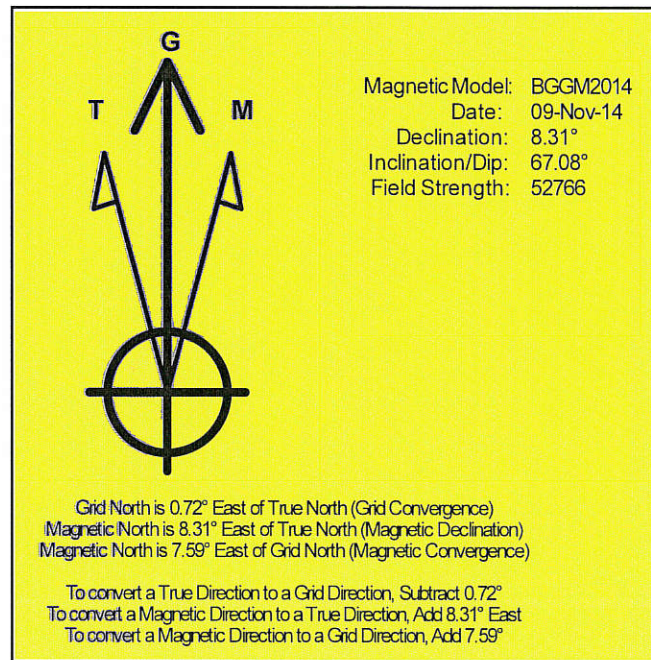 G
T M
Magnetic Model: BGGM2014
Date: 09-Nov-14
Declination: 8.31°
Inclination/Dip: 67.08°
Field Strength: 52766
Grid North is 0.72° East of True North (Grid Convergence)
Magnetic North is 8.31° East of True North (Magnetic Declination)
Magnetic North is 7.59° East of Grid North (Magnetic Convergence)
To convert a True Direction to a Grid Direction, Subtract 0.72°
To convert a Magnetic Direction to a True Direction, Add 8.31° East
To convert a Magnetic Direction to a Grid Direction, Add 7.59°